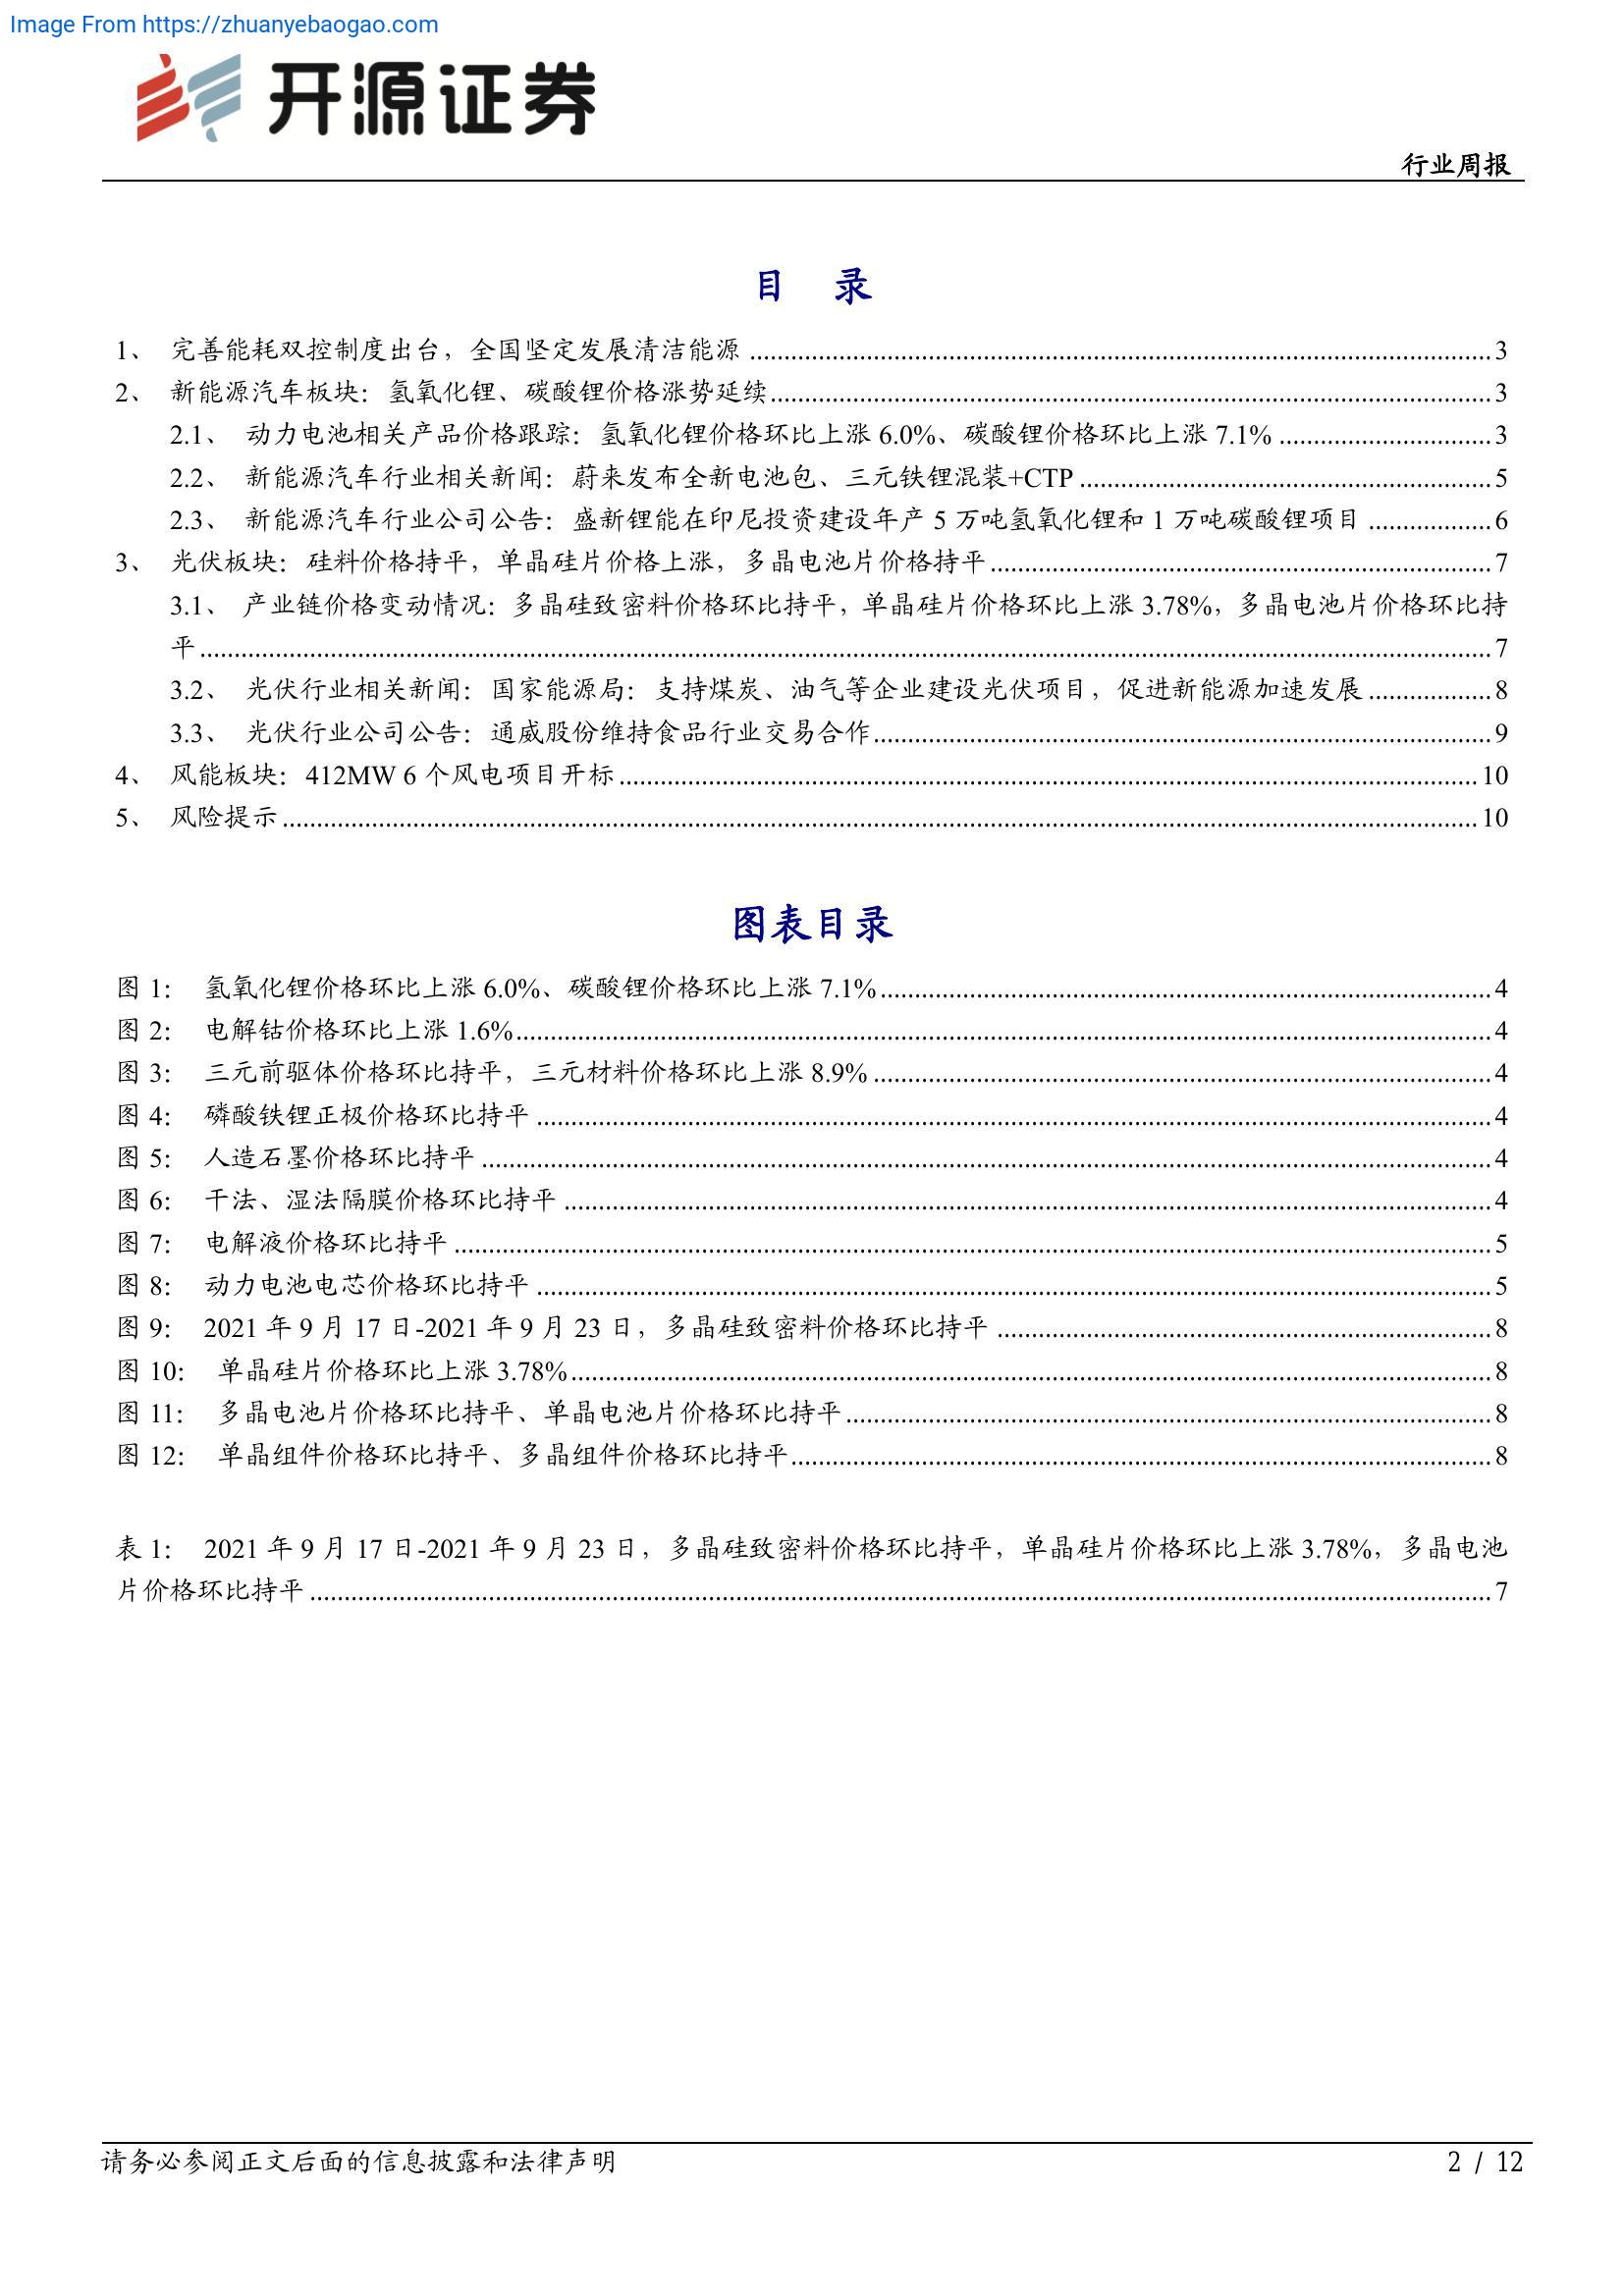 Image From https://zhuanyebaogao.com
开源证券
行业周报
目 录
1、 完善能耗双控制度出台，全国坚定发展清洁能源 3
2、 新能源汽车板块：氢氧化锂、碳酸锂价格涨势延续 3
2.1、 动力电池相关产品价格跟踪：氢氧化锂价格环比上涨 6.0%、碳酸锂价格环比上涨 7.1% 3
2.2、 新能源汽车行业相关新闻：蔚来发布全新电池包、三元铁锂混装+CTP 5
2.3、 新能源汽车行业公司公告：盛新锂能在印尼投资建设年产 5 万吨氢氧化锂和 1 万吨碳酸锂项目 6
3、 光伏板块：硅料价格持平，单晶硅片价格上涨，多晶电池片价格持平 7
3.1、 产业链价格变动情况：多晶硅致密料价格环比持平，单晶硅片价格环比上涨 3.78%，多晶电池片价格环比持
平 7
3.2、 光伏行业相关新闻：国家能源局：支持煤炭、油气等企业建设光伏项目，促进新能源加速发展 8
3.3、 光伏行业公司公告：通威股份维持食品行业交易合作 9
4、 风能板块：412MW 6 个风电项目开标 10
5、 风险提示 10
图表目录
图 1： 氢氧化锂价格环比上涨 6.0%、碳酸锂价格环比上涨 7.1% 4
图 2： 电解钴价格环比上涨 1.6% 4
图 3： 三元前驱体价格环比持平，三元材料价格环比上涨 8.9% 4
图 4： 磷酸铁锂正极价格环比持平 4
图 5： 人造石墨价格环比持平 4
图 6： 干法、湿法隔膜价格环比持平 4
图 7： 电解液价格环比持平 5
图 8： 动力电池电芯价格环比持平 5
图 9： 2021 年 9 月 17 日-2021 年 9 月 23 日，多晶硅致密料价格环比持平 8
图 10： 单晶硅片价格环比上涨 3.78% 8
图 11： 多晶电池片价格环比持平、单晶电池片价格环比持平 8
图 12： 单晶组件价格环比持平、多晶组件价格环比持平 8
表 1： 2021 年 9 月 17 日-2021 年 9 月 23 日，多晶硅致密料价格环比持平，单晶硅片价格环比上涨 3.78%，多晶电池
片价格环比持平 7
请务必参阅正文后面的信息披露和法律声明 2 / 12